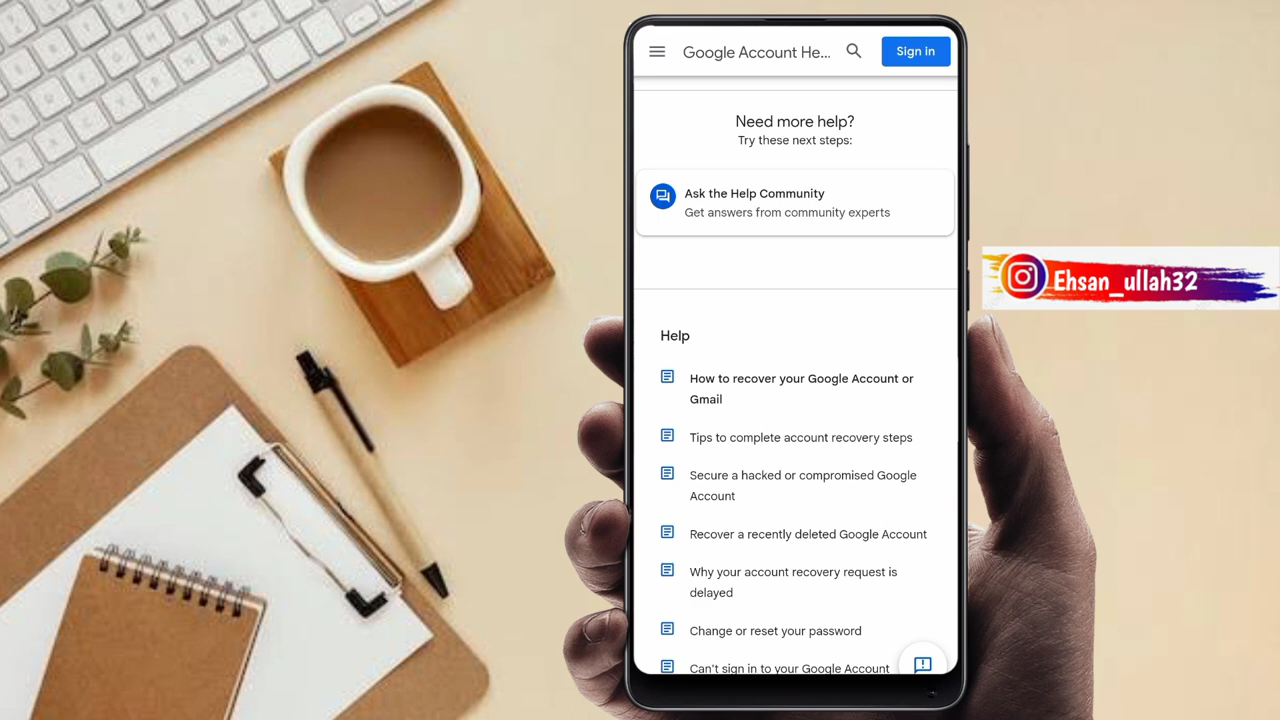 Google Account He...
Sign in
Need more help?
Try these next steps:
Ask the Help Community
Get answers from community experts
Ehsan_ullah32
Help
How to recover your Google Account or
Gmail
Tips to complete account recovery steps
Secure a hacked or compromised Google
Account
Recover a recently deleted Google Account
Why your account recovery request is
delayed
Change or reset your password
Can't sign in to your Google Account